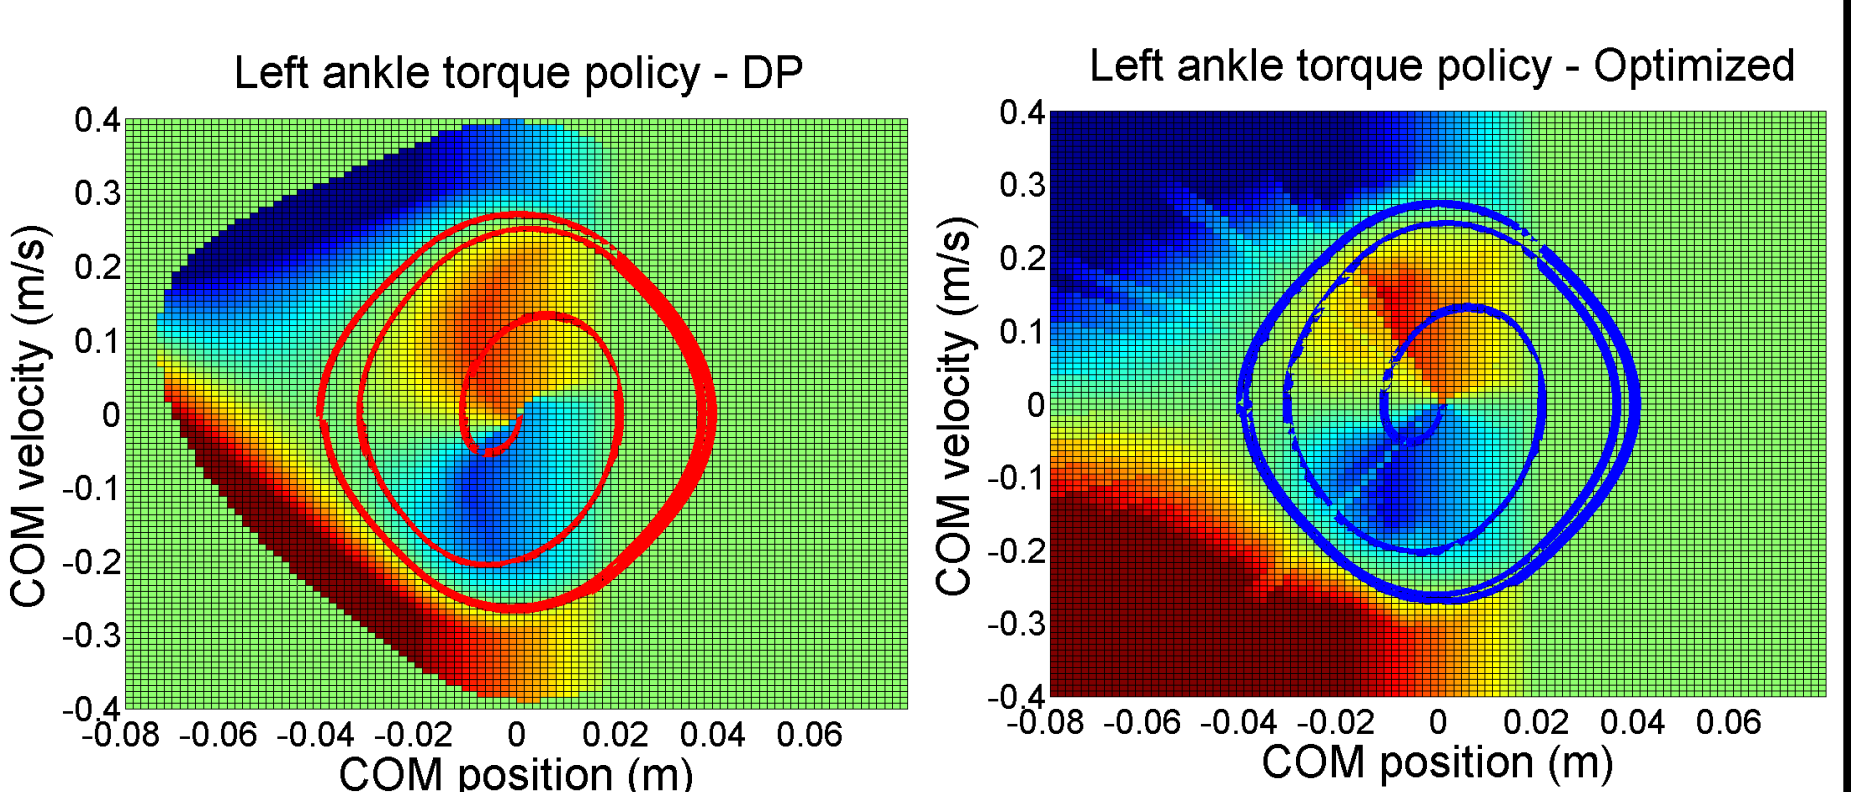 Left ankle torque policy - DP
COM velocity (m/s)
0.4
0.3
0.2
0.1
0
-0.1
-0.2
-0.3
-0.4
-0.08 -0.06 -0.04 -0.02 0 0.02 0.04 0.06
COM position (m)
Left ankle torque policy - Optimized
COM velocity (m/s)
0.4
0.3
0.2
0.1
0
-0.1
-0.2
-0.3
-0.4
-0.08 -0.06 -0.04 -0.02 0 0.02 0.04 0.06
COM position (m)